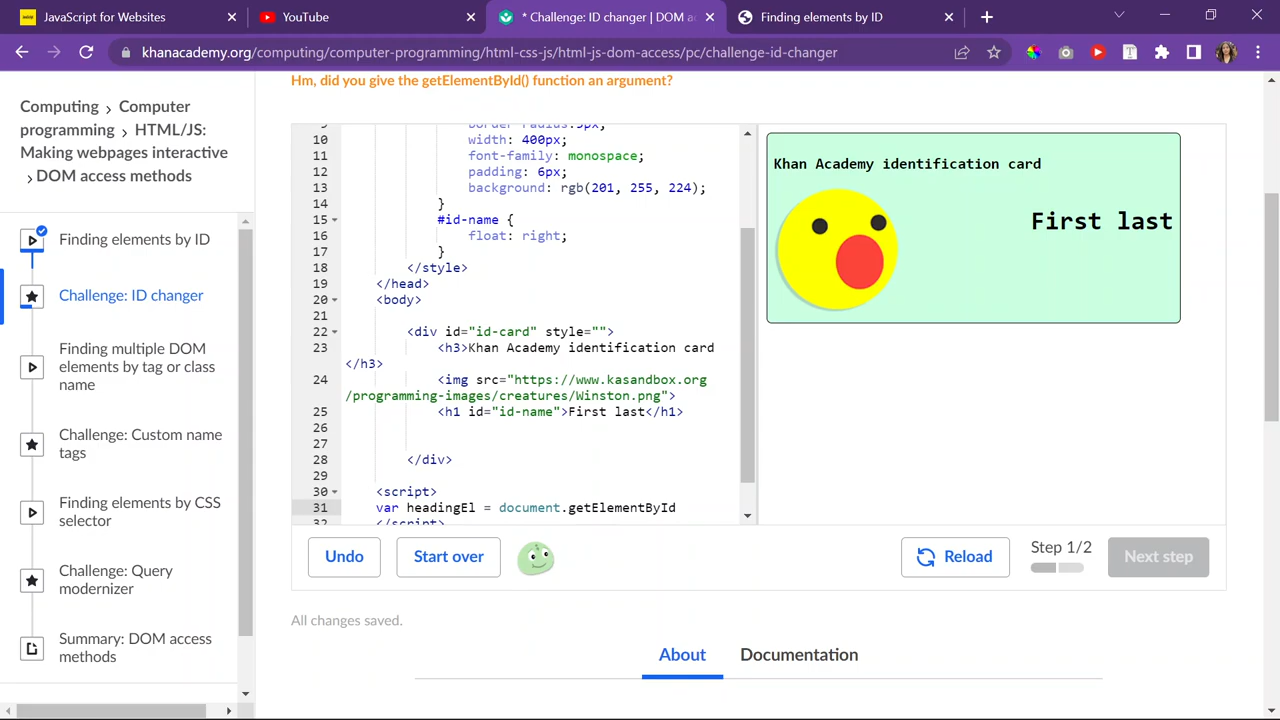 JavaScript for Websites
YouTube
* Challenge: ID changer | DOM ac
Finding elements by ID
khanacademy.org/computing/computer-programming/html-css-js/html-js-dom-access/pc/challenge-id-changer
Hm, did you give the getElementById() function an argument?
Computing > Computer
programming > HTML/JS:
Making webpages interactive
> DOM access methods
Finding elements by ID
Challenge: ID changer
Finding multiple DOM
elements by tag or class
name
Challenge: Custom name
tags
Finding elements by CSS
selector
Challenge: Query
modernizer
Summary: DOM access
methods
9 border-radius:5px;
10 width: 400px;
11 font-family: monospace;
12 padding: 6px;
13 background: rgb(201, 255, 224);
14 }
15 #id-name {
16 float: right;
17 }
18 </style>
19 </head>
20 <body>
21
22 <div id="id-card" style="">
23 <h3>Khan Academy identification card
</h3>
24 <img src="https://www.kasandbox.org
/programming-images/creatures/Winston.png">
25 <h1 id="id-name">First last</h1>
26
27
28 </div>
29
30 <script>
31 var headingEl = document.getElementById
32 </script>
Khan Academy identification card
First last
Undo
Start over
Reload
Step 1/2
Next step
All changes saved.
About
Documentation